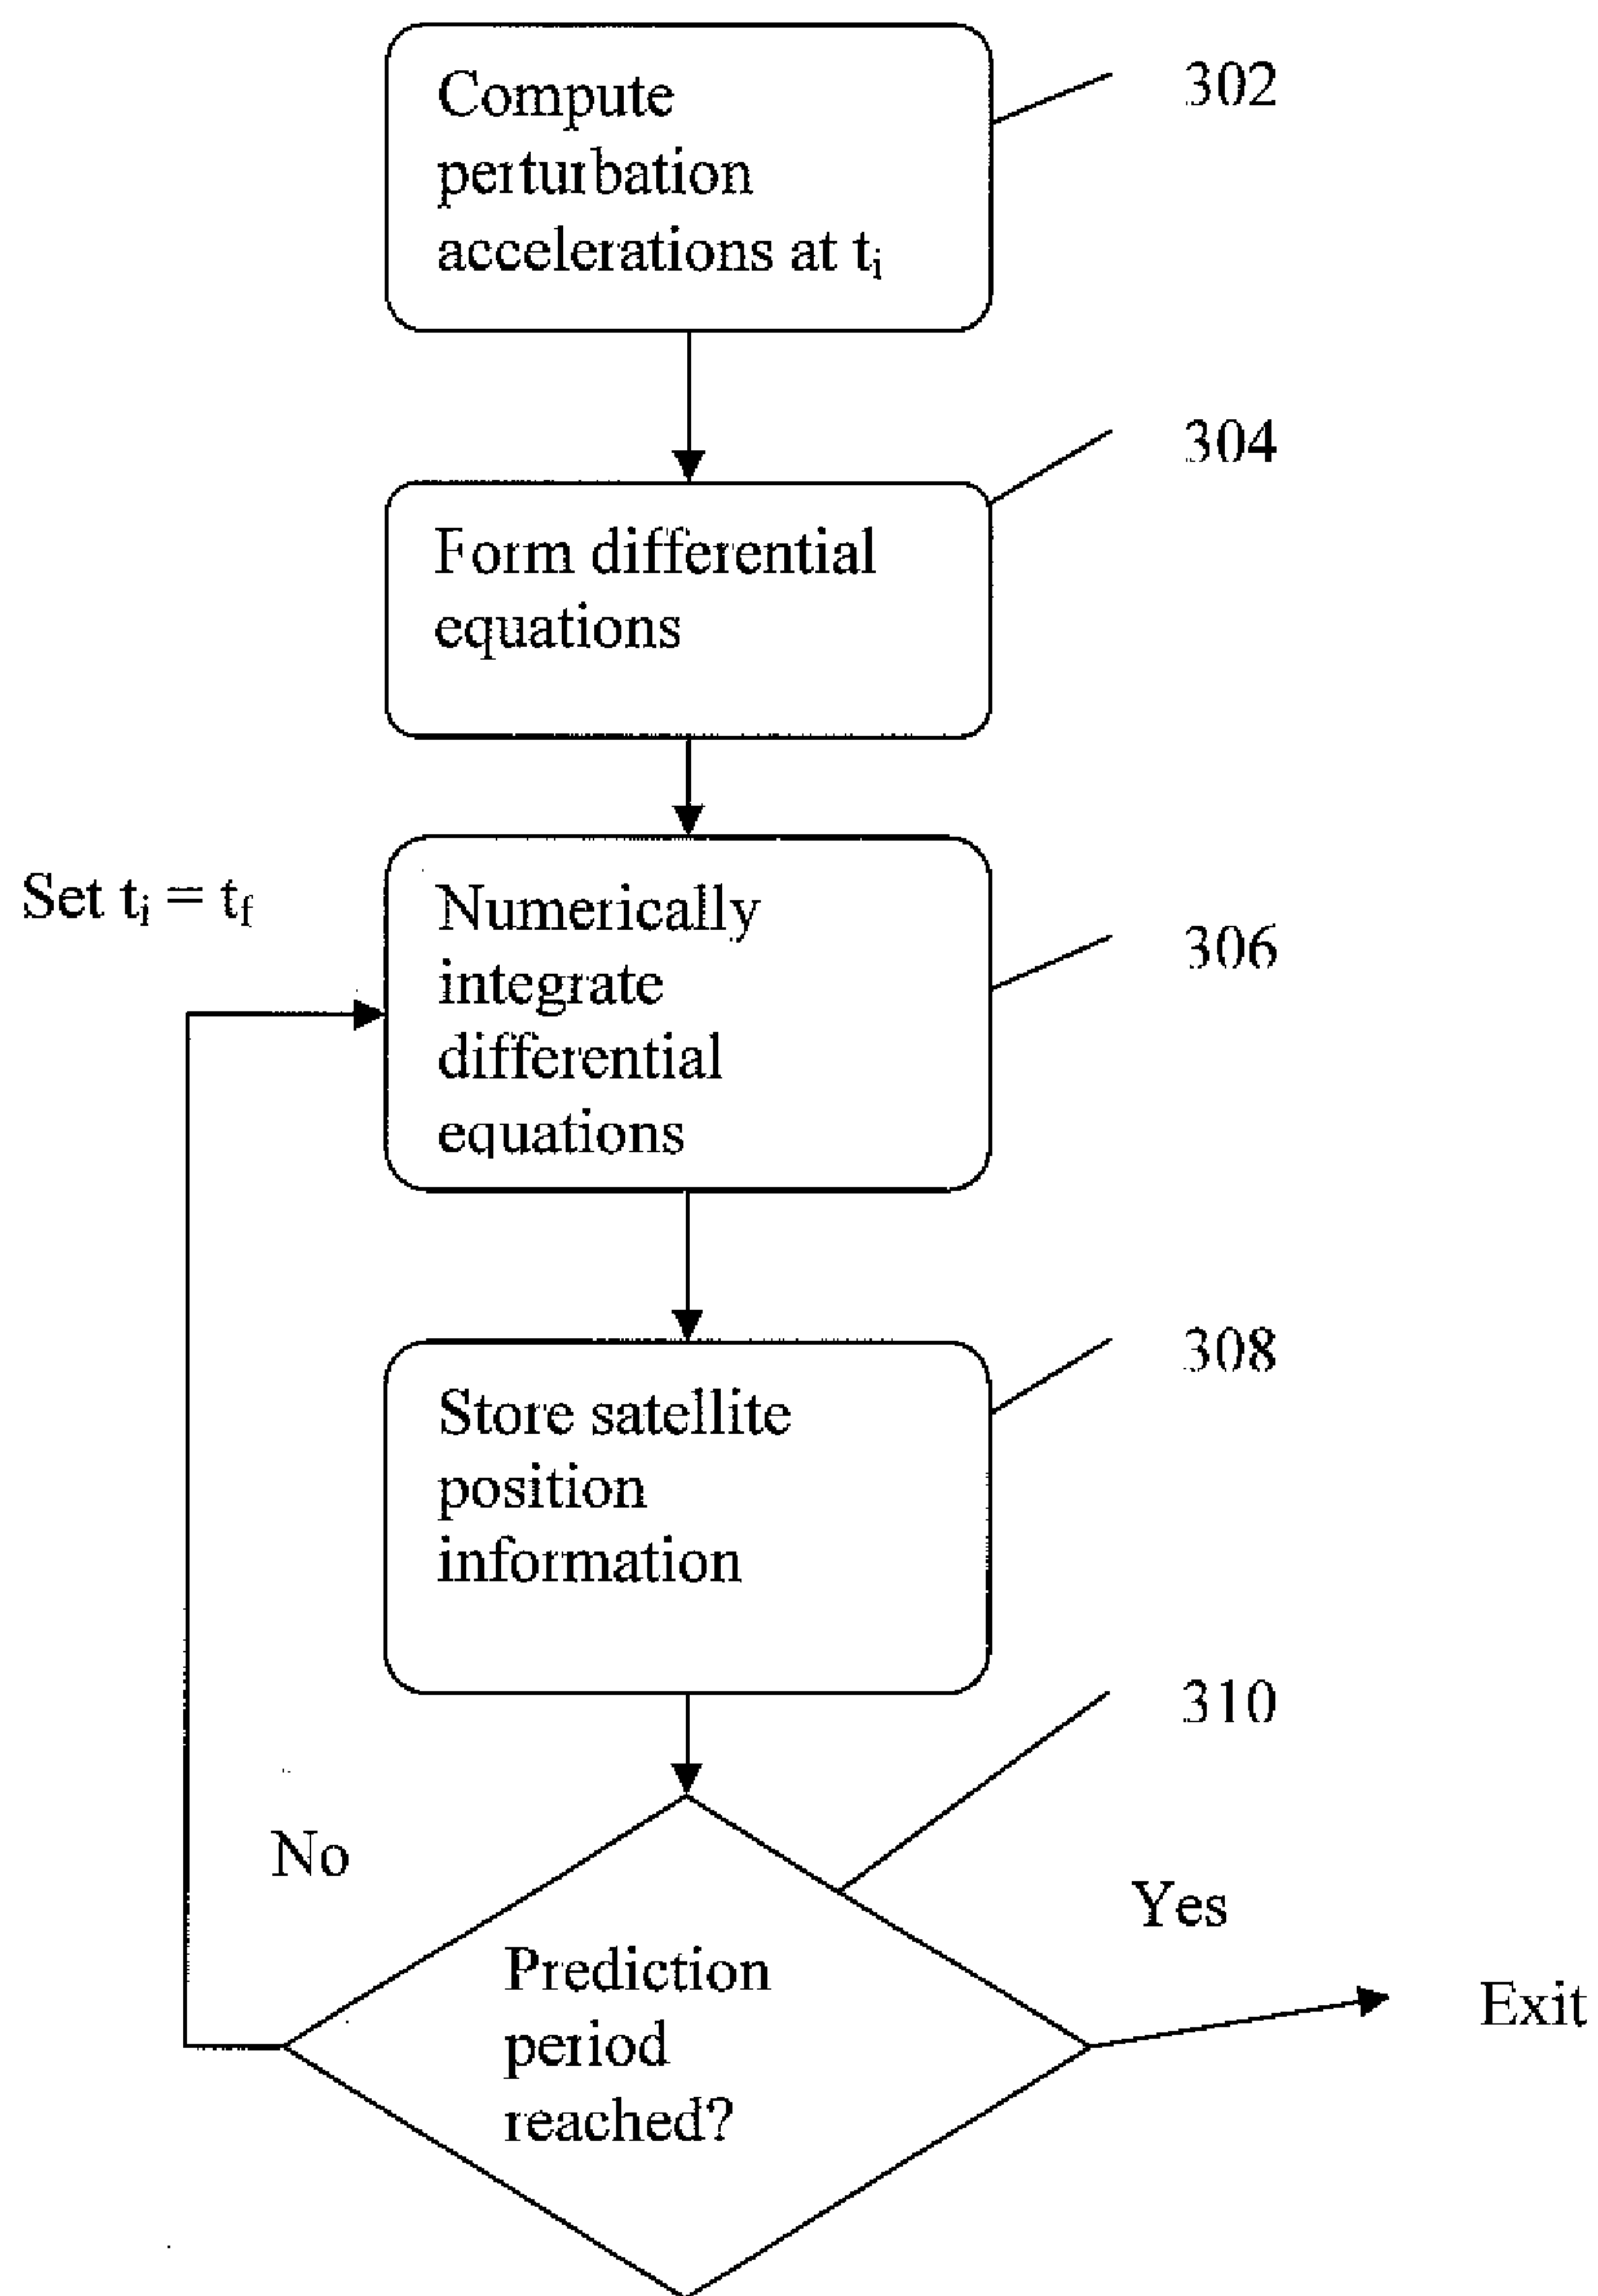 Compute
perturbation
accelerations at tᵢ
302
304
Form differential
equations
Set tᵢ = t_f
Numerically
integrate
differential
equations
306
308
Store satellite
position
information
310
No
Yes
Prediction
period
reached?
Exit